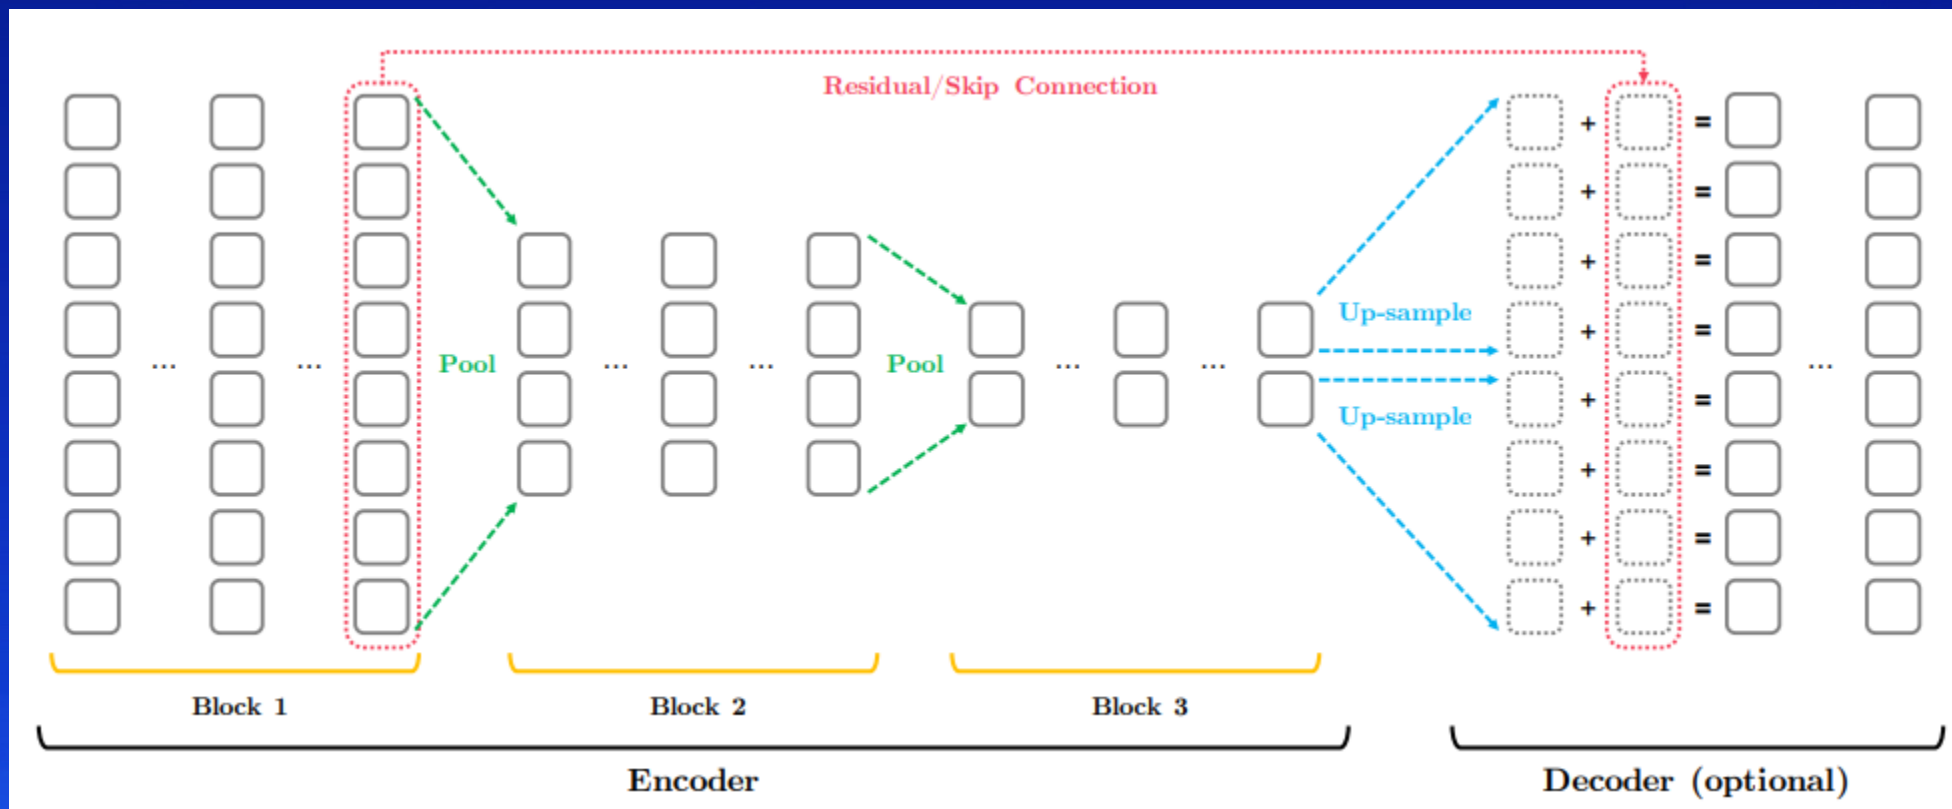 Residual/Skip Connection
+ =
+ =
+ =
+ =
Up-sample
... ... Pool ... ... Pool ... ... ...
+ =
Up-sample
+ =
+ =
+ =
Block 1 Block 2 Block 3
Encoder Decoder (optional)